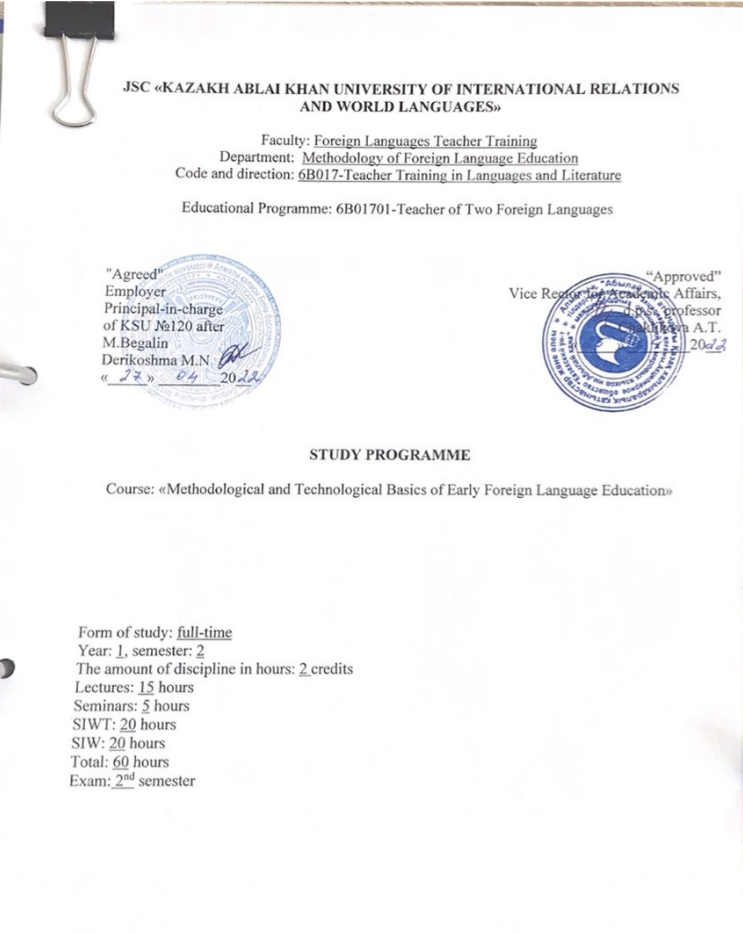 JSC «KAZAKH ABLAI KHAN UNIVERSITY OF INTERNATIONAL RELATIONS
AND WORLD LANGUAGES»
Faculty: Foreign Languages Teacher Training
Department: Methodology of Foreign Language Education
Code and direction: 6B017-Teacher Training in Languages and Literature
Educational Programme: 6B01701-Teacher of Two Foreign Languages
"Agreed"
Employer
Principal-in-charge
of KSU №120 after
M.Begalin
Derikoshma M.N.
« 27 » 04 2022
“Approved”
Vice Rector for Academic Affairs,
d.p.s., professor
A.T.
2022
STUDY PROGRAMME
Course: «Methodological and Technological Basics of Early Foreign Language Education»
Form of study: full-time
Year: 1, semester: 2
The amount of discipline in hours: 2 credits
Lectures: 15 hours
Seminars: 5 hours
SIWT: 20 hours
SIW: 20 hours
Total: 60 hours
Exam: 2nd semester